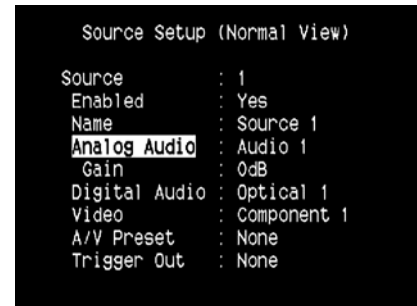 Source Setup (Normal View)
Source : 1
Enabled : Yes
Name : Source 1
Analog Audio : Audio 1
Gain : 0dB
Digital Audio : Optical 1
Video : Component 1
A/V Preset : None
Trigger Out : None